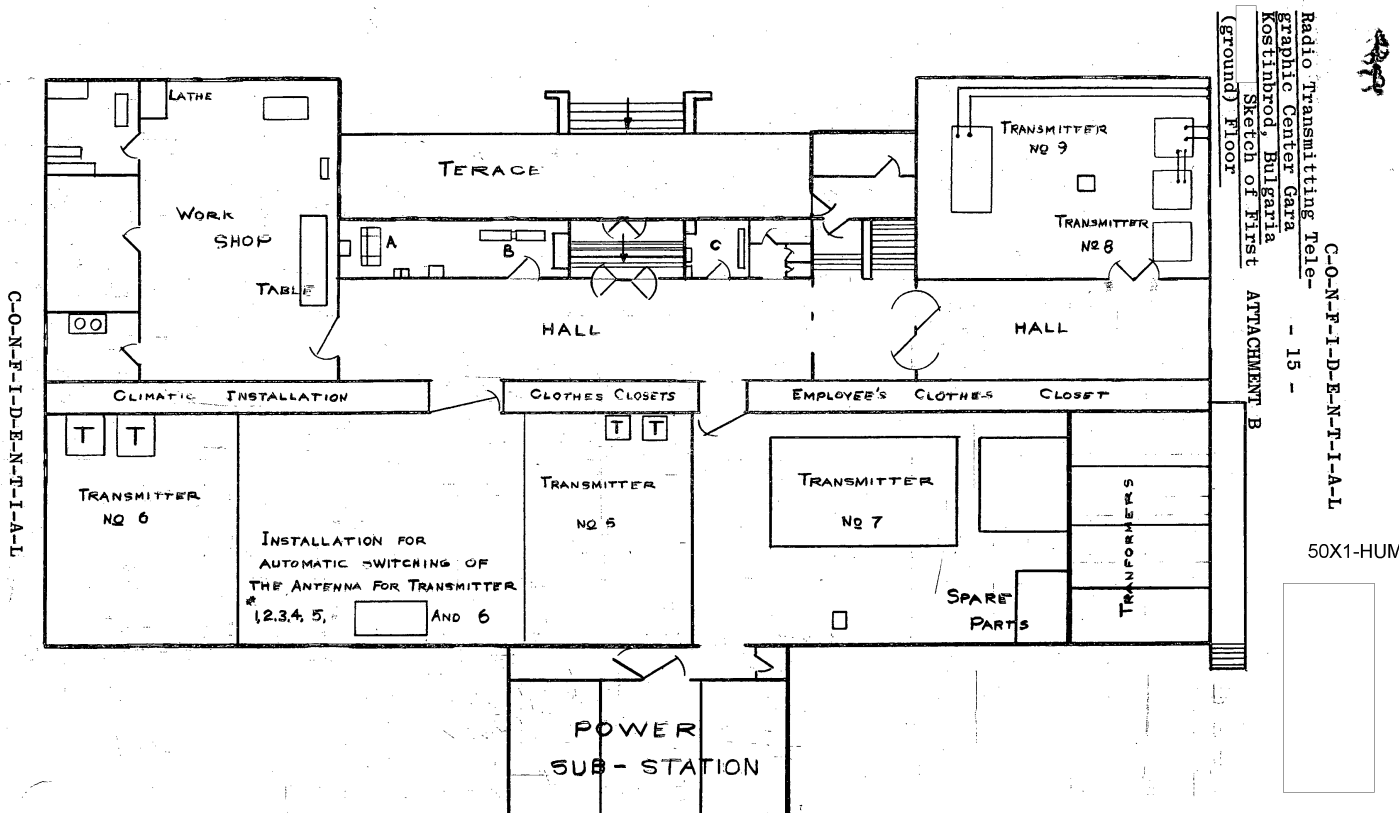 C-O-N-F-I-D-E-N-T-I-A-L
- 15 -
ATTACHMENT B
Radio Transmitting Tele-
graphic Center Gara
Kostinbrod, Bulgaria
Sketch of First
(ground) Floor
50X1-HUM
LATHE
WORK
SHOP
TABLE
TERACE
A
B
C
TRANSMITTER
No 9
TRANSMITTER
No 8
HALL
HALL
CLIMATIC INSTALLATION
CLOTHES CLOSETS
EMPLOYEE'S CLOTHES CLOSET
T T
TRANSMITTER
No 6
INSTALLATION FOR
AUTOMATIC SWITCHING OF
THE ANTENNA FOR TRANSMITTER
* 1,2,3,4, 5, AND 6
T T
TRANSMITTER
No 5
TRANSMITTER
No 7
SPARE
PARTS
TRANFORMERS
POWER
SUB-STATION
C-O-N-F-I-D-E-N-T-I-A-L